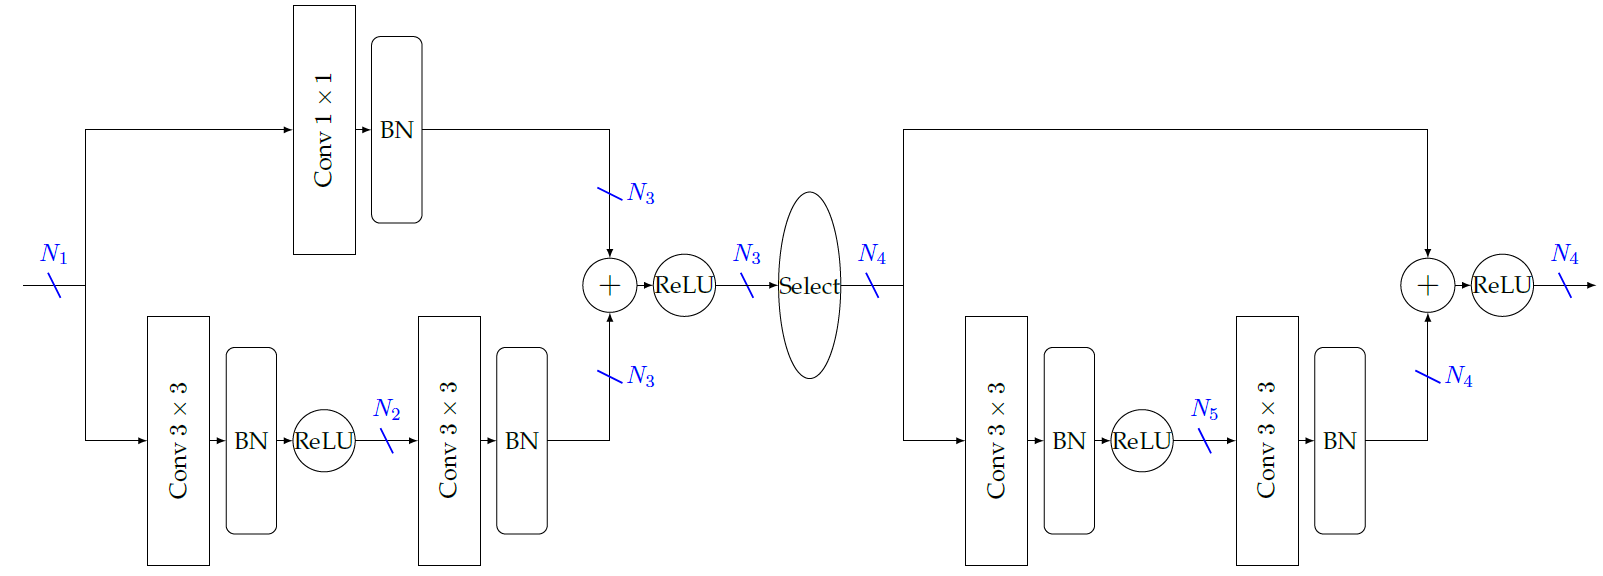 Conv 1 × 1
BN
N₃
N₁
+
ReLU
N₃
Select
N₄
+
ReLU
N₄
N₃
N₄
Conv 3 × 3
BN
ReLU
N₂
Conv 3 × 3
BN
Conv 3 × 3
BN
ReLU
N₅
Conv 3 × 3
BN